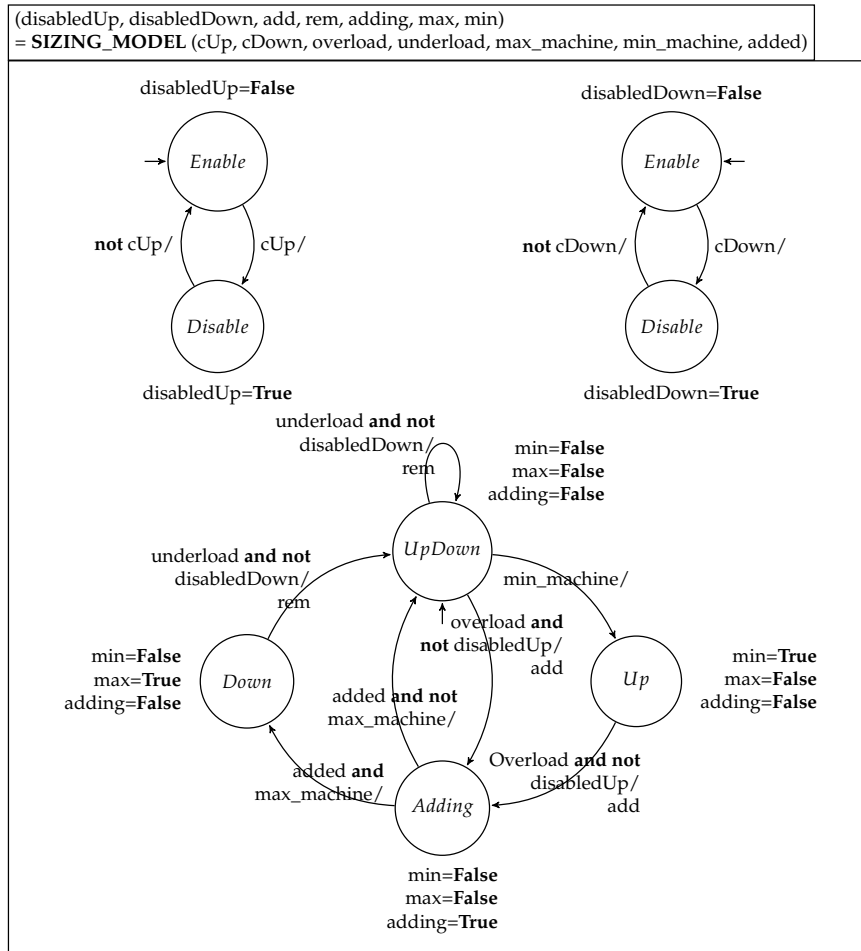 (disabledUp, disabledDown, add, rem, adding, max, min)
= SIZING_MODEL (cUp, cDown, overload, underload, max_machine, min_machine, added)
disabledUp=False
disabledDown=False
Enable
Enable
not cUp/
cUp/
not cDown/
cDown/
Disable
Disable
disabledUp=True
disabledDown=True
underload and not
disabledDown/
rem
min=False
max=False
adding=False
UpDown
underload and not
disabledDown/
rem
min_machine/
overload and
not disabledUp/
add
min=False
max=True
adding=False
Down
Up
min=True
max=False
adding=False
added and not
max_machine/
added and
max_machine/
Overload and not
disabledUp/
add
Adding
min=False
max=False
adding=True